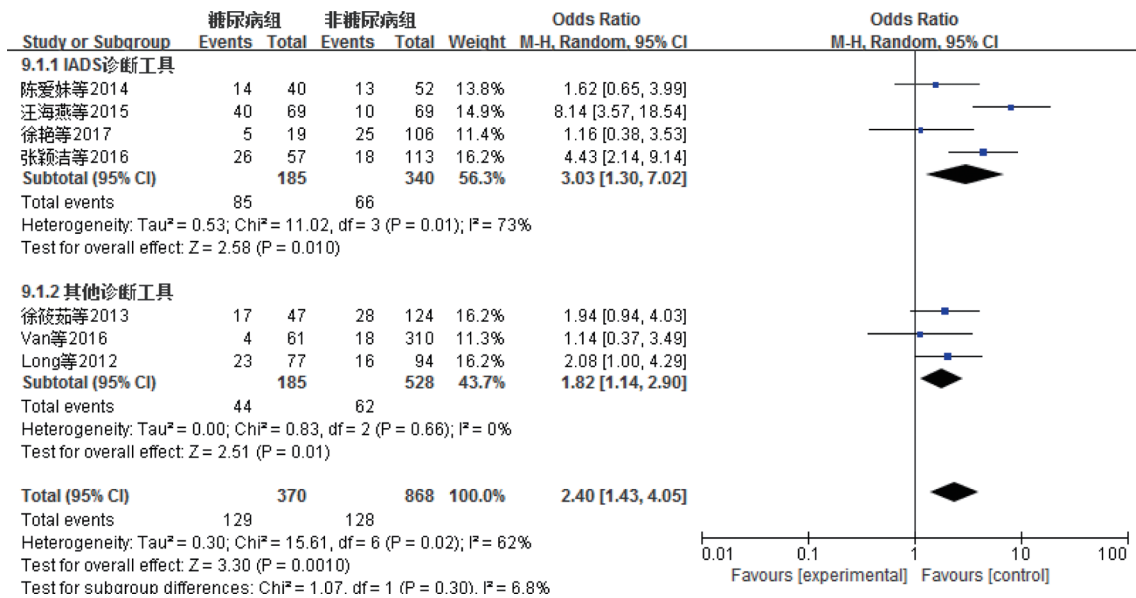 糖尿病组 非糖尿病组 Odds Ratio Odds Ratio
Study or Subgroup Events Total Events Total Weight M-H, Random, 95% CI M-H, Random, 95% CI
9.1.1 IADS诊断工具
陈爱妹等2014 14 40 13 52 13.8% 1.62 [0.65, 3.99]
汪海燕等2015 40 69 10 69 14.9% 8.14 [3.57, 18.54]
徐艳等2017 5 19 25 106 11.4% 1.16 [0.38, 3.53]
张颖洁等2016 26 57 18 113 16.2% 4.43 [2.14, 9.14]
Subtotal (95% CI) 185 340 56.3% 3.03 [1.30, 7.02]
Total events 85 66
Heterogeneity: Tau² = 0.53; Chi² = 11.02, df = 3 (P = 0.01); I² = 73%
Test for overall effect: Z = 2.58 (P = 0.010)
9.1.2 其他诊断工具
徐筱茹等2013 17 47 28 124 16.2% 1.94 [0.94, 4.03]
Van等2016 4 61 18 310 11.3% 1.14 [0.37, 3.49]
Long等2012 23 77 16 94 16.2% 2.08 [1.00, 4.29]
Subtotal (95% CI) 185 528 43.7% 1.82 [1.14, 2.90]
Total events 44 62
Heterogeneity: Tau² = 0.00; Chi² = 0.83, df = 2 (P = 0.66); I² = 0%
Test for overall effect: Z = 2.51 (P = 0.01)
Total (95% CI) 370 868 100.0% 2.40 [1.43, 4.05]
Total events 129 128
Heterogeneity: Tau² = 0.30; Chi² = 15.61, df = 6 (P = 0.02); I² = 62%
Test for overall effect: Z = 3.30 (P = 0.0010)
Test for subgroup differences: Chi² = 1.07, df = 1 (P = 0.30), I² = 6.8%
0.01 0.1 1 10 100
Favours [experimental] Favours [control]